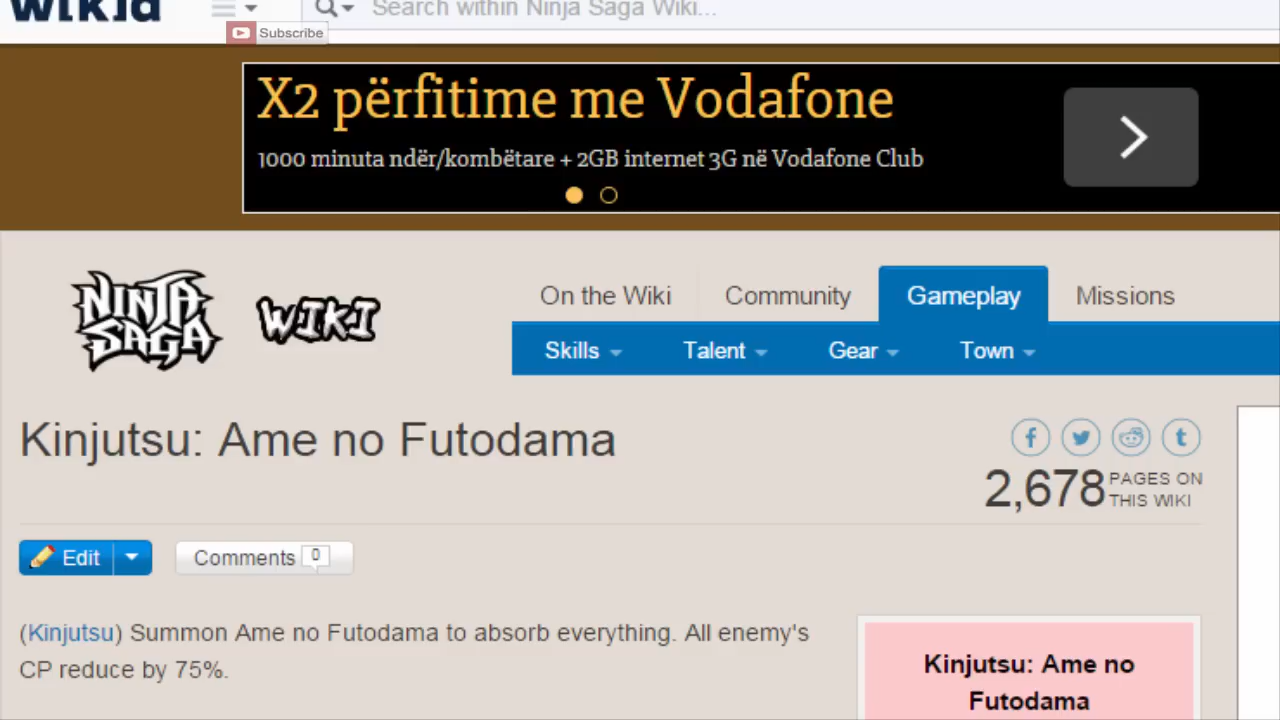 wikia
Search within Ninja Saga Wiki...
Subscribe
X2 përfitime me Vodafone
1000 minuta ndër/kombëtare + 2GB internet 3G në Vodafone Club
NINJA
SAGA
WIKI
On the Wiki
Community
Gameplay
Missions
Skills
Talent
Gear
Town
Kinjutsu: Ame no Futodama
2,678 PAGES ON
THIS WIKI
Edit
Comments 0
(Kinjutsu) Summon Ame no Futodama to absorb everything. All enemy's
CP reduce by 75%.
Kinjutsu: Ame no
Futodama